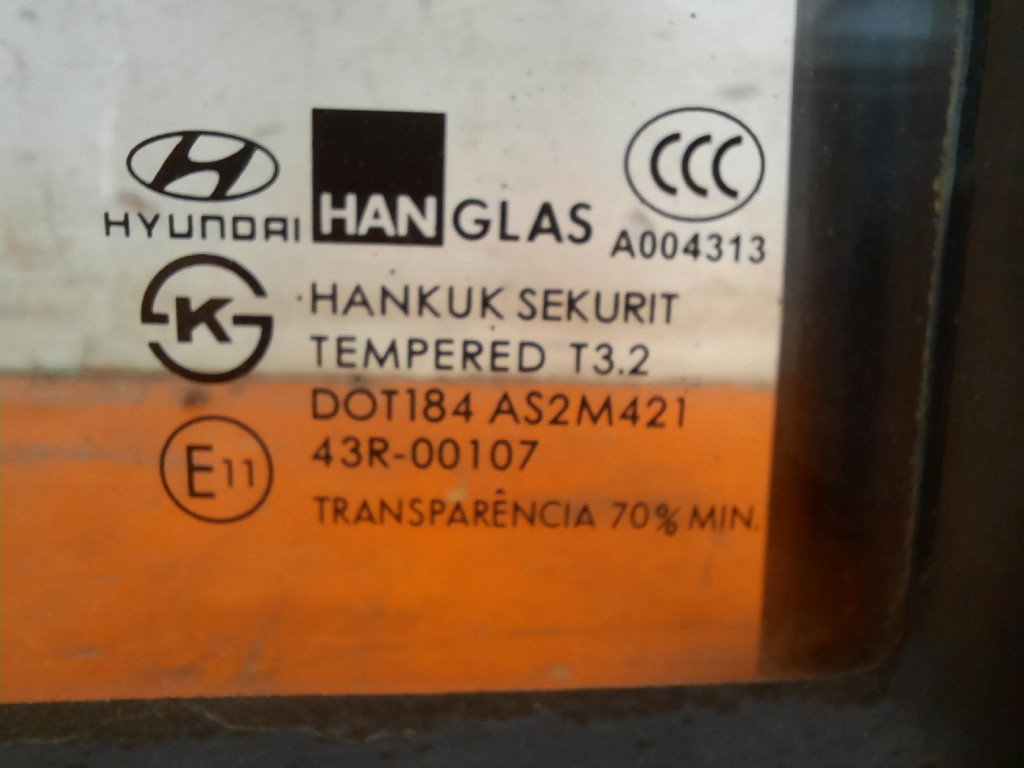 HYUNDAI
HANGLAS
CCC
A004313
K
HANKUK SEKURIT
TEMPERED T3.2
DOT184 AS2M421
E11
43R-00107
TRANSPARÊNCIA 70% MIN.